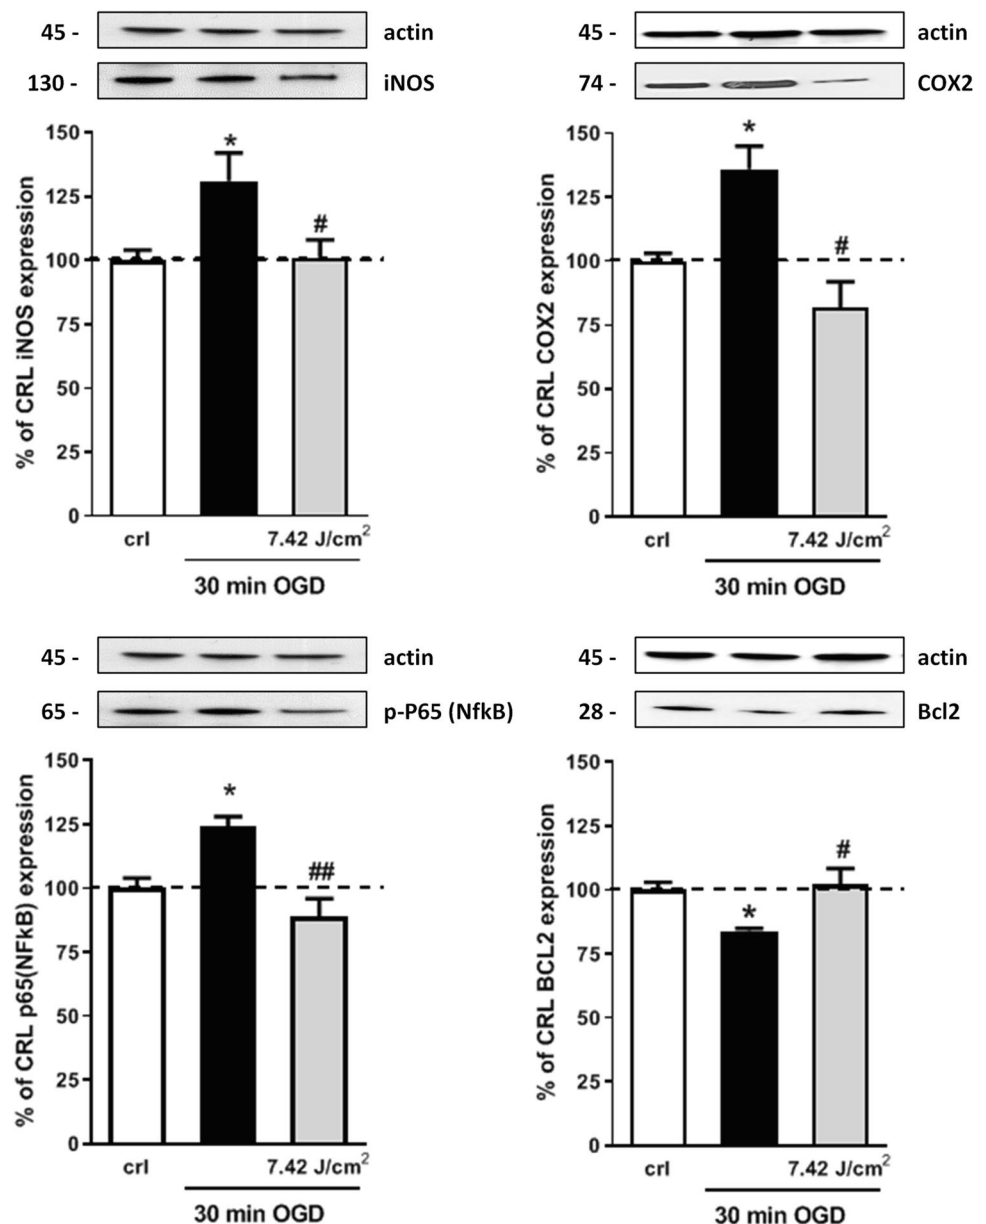 45 - actin
130 - iNOS
% of CRL iNOS expression
150
125
100
75
50
25
0
*
#
crl 7.42 J/cm²
30 min OGD
45 - actin
74 - COX2
% of CRL COX2 expression
150
125
100
75
50
25
0
*
#
crl 7.42 J/cm²
30 min OGD
45 - actin
65 - p-P65 (NfkB)
% of CRL p65(NFkB) expression
150
125
100
75
50
25
0
*
##
crl 7.42 J/cm²
30 min OGD
45 - actin
28 - Bcl2
% of CRL BCL2 expression
150
125
100
75
50
25
0
*
#
crl 7.42 J/cm²
30 min OGD